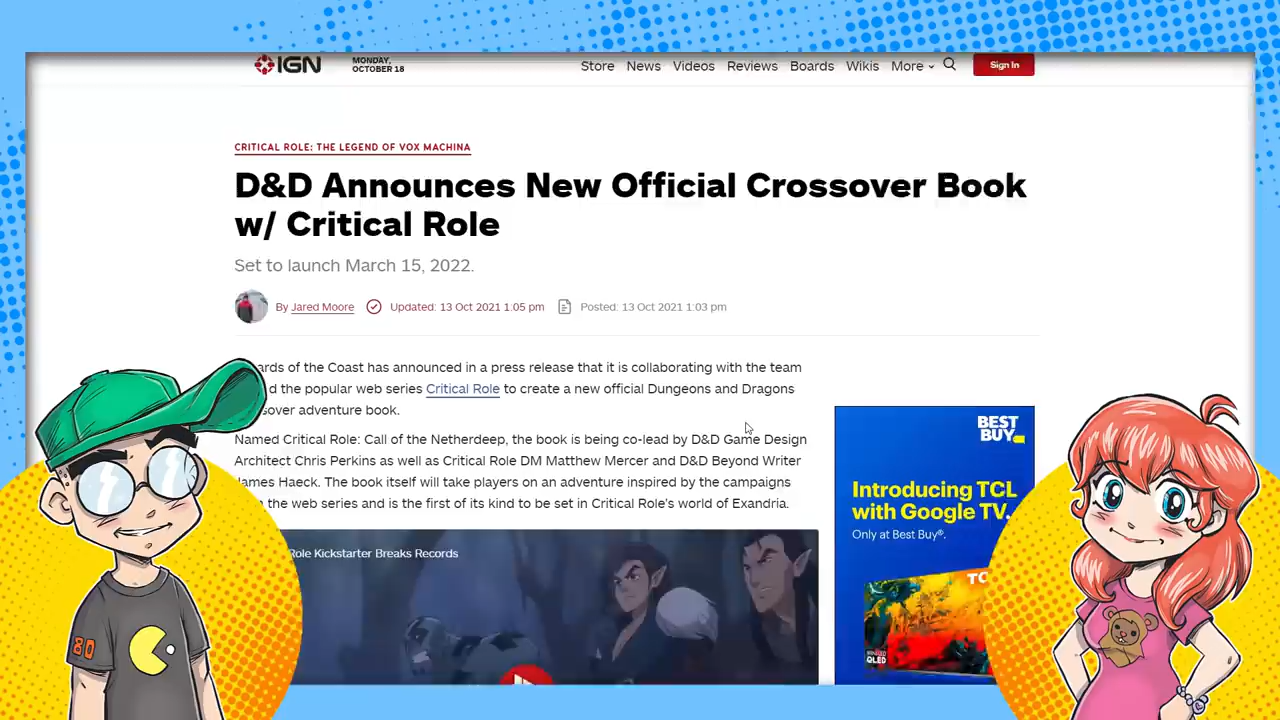 IGN
MONDAY,
OCTOBER 18
Store News Videos Reviews Boards Wikis More
Sign In
CRITICAL ROLE: THE LEGEND OF VOX MACHINA
D&D Announces New Official Crossover Book
w/ Critical Role
Set to launch March 15, 2022.
By Jared Moore Updated: 13 Oct 2021 1:05 pm Posted: 13 Oct 2021 1:03 pm
ards of the Coast has announced in a press release that it is collaborating with the team
d the popular web series Critical Role to create a new official Dungeons and Dragons
sover adventure book.
Named Critical Role: Call of the Netherdeep, the book is being co-lead by D&D Game Design
Architect Chris Perkins as well as Critical Role DM Matthew Mercer and D&D Beyond Writer
James Haeck. The book itself will take players on an adventure inspired by the campaigns
the web series and is the first of its kind to be set in Critical Role's world of Exandria.
Role Kickstarter Breaks Records
BEST
BUY
Introducing TCL
with Google TV.
Only at Best Buy®.
TC
QLED
80